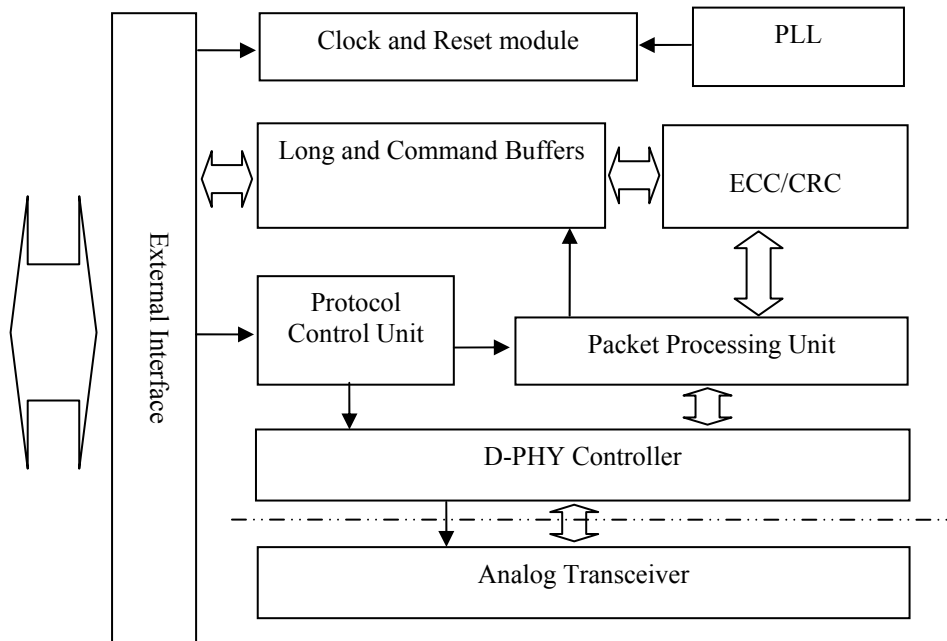 Clock and Reset module
PLL
Long and Command Buffers
ECC/CRC
External Interface
Protocol
Control Unit
Packet Processing Unit
D-PHY Controller
Analog Transceiver